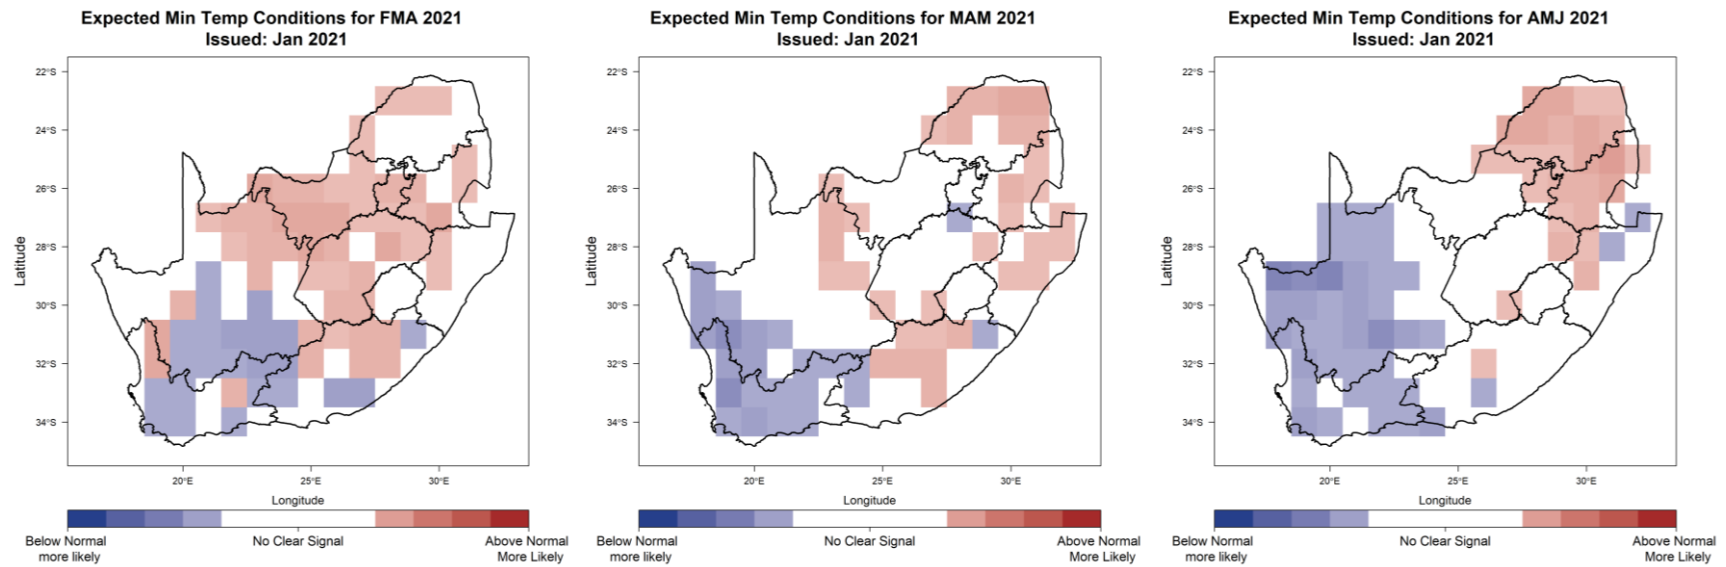 Expected Min Temp Conditions for FMA 2021
Issued: Jan 2021
22°S
24°S
26°S
28°S
30°S
32°S
34°S
Latitude
20°E
25°E
30°E
Longitude
Below Normal
more likely
No Clear Signal
Above Normal
More Likely
Expected Min Temp Conditions for MAM 2021
Issued: Jan 2021
22°S
24°S
26°S
28°S
30°S
32°S
34°S
Latitude
20°E
25°E
30°E
Longitude
Below Normal
more likely
No Clear Signal
Above Normal
More Likely
Expected Min Temp Conditions for AMJ 2021
Issued: Jan 2021
22°S
24°S
26°S
28°S
30°S
32°S
34°S
Latitude
20°E
25°E
30°E
Longitude
Below Normal
more likely
No Clear Signal
Above Normal
More Likely